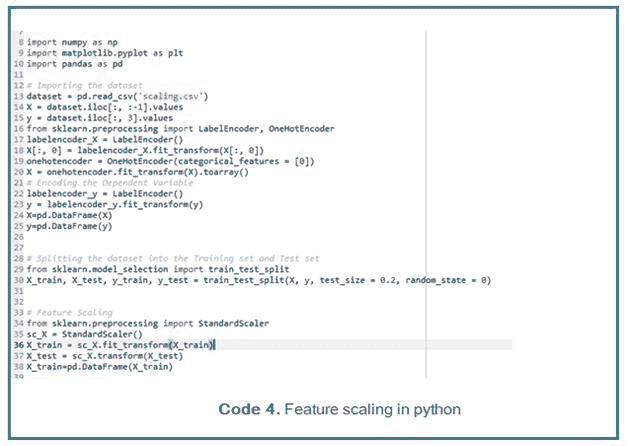 8 import numpy as np
9 import matplotlib.pyplot as plt
10 import pandas as pd
11
12 # Importing the dataset
13 dataset = pd.read_csv('scaling.csv')
14 X = dataset.iloc[:, :-1].values
15 y = dataset.iloc[:, 3].values
16 from sklearn.preprocessing import LabelEncoder, OneHotEncoder
17 labelencoder_X = LabelEncoder()
18 X[:, 0] = labelencoder_X.fit_transform(X[:, 0])
19 onehotencoder = OneHotEncoder(categorical_features = [0])
20 X = onehotencoder.fit_transform(X).toarray()
21 # Encoding the Dependent Variable
22 labelencoder_y = LabelEncoder()
23 y = labelencoder_y.fit_transform(y)
24 X=pd.DataFrame(X)
25 y=pd.DataFrame(y)
26
27
28 # Splitting the dataset into the Training set and Test set
29 from sklearn.model_selection import train_test_split
30 X_train, X_test, y_train, y_test = train_test_split(X, y, test_size = 0.2, random_state = 0)
31
32
33 # Feature Scaling
34 from sklearn.preprocessing import StandardScaler
35 sc_X = StandardScaler()
36 X_train = sc_X.fit_transform(X_train)
37 X_test = sc_X.transform(X_test)
38 X_train=pd.DataFrame(X_train)
39
Code 4. Feature scaling in python